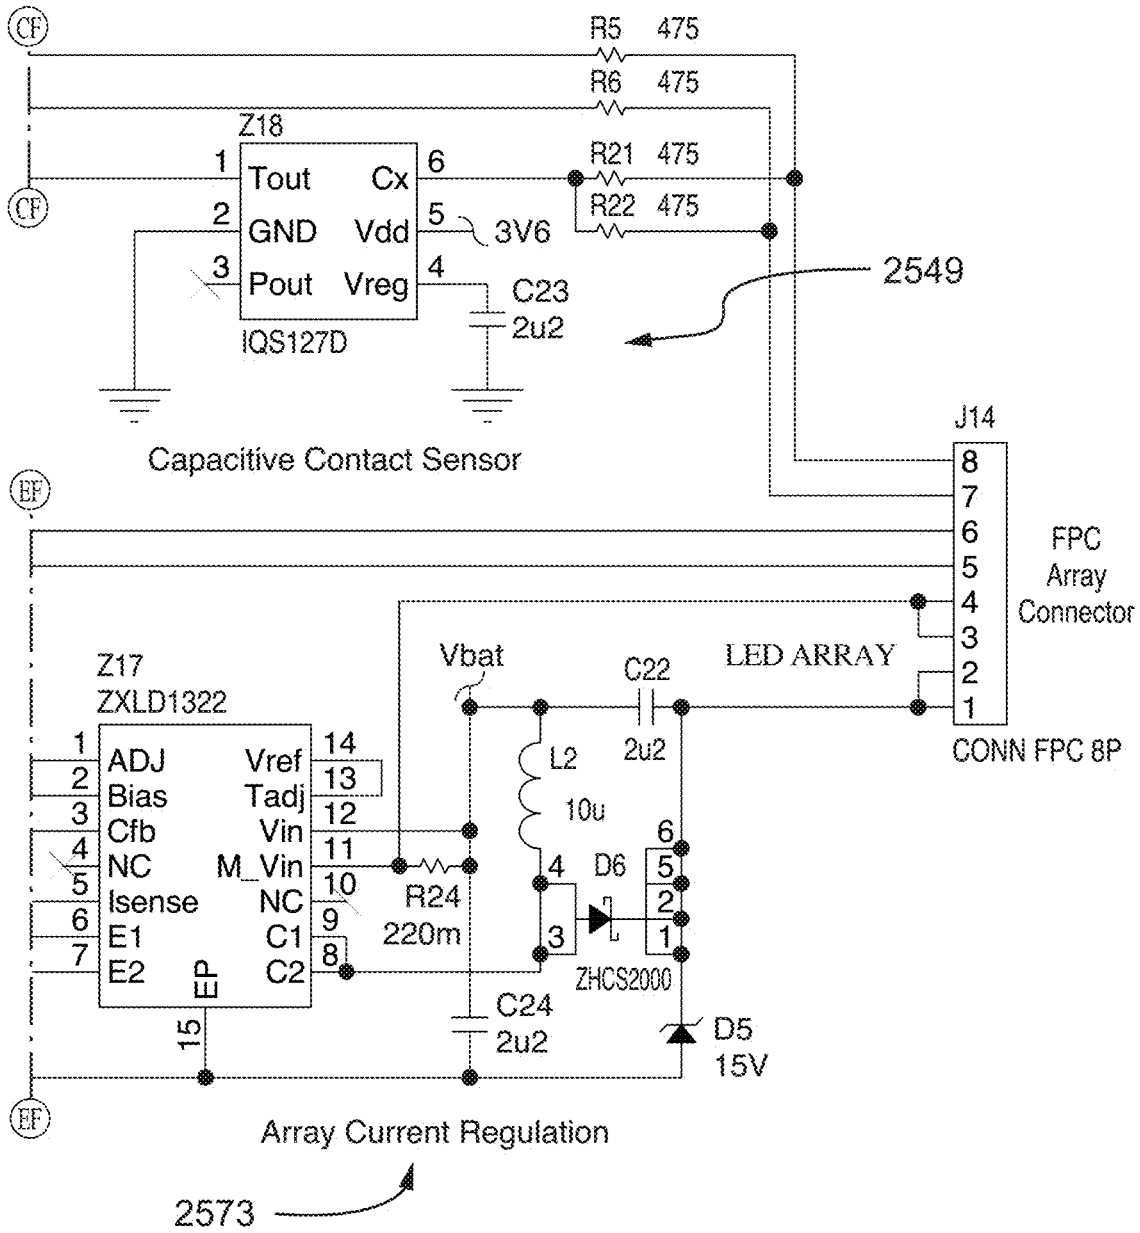 CF
R5 475
R6 475
Z18
1 Tout Cx 6
R21 475
CF
2 GND Vdd 5 3V6
R22 475
3 Pout Vreg 4
C23
2u2
IQS127D
2549
Capacitive Contact Sensor
J14
8
7
6
5
4
3
2
1
FPC
Array
Connector
CONN FPC 8P
EF
LED ARRAY
Vbat
C22
2u2
Z17
ZXLD1322
1 ADJ Vref 14
2 Bias Tadj 13
3 Cfb Vin 12
4 NC M_Vin 11
5 Isense NC 10
6 E1 C1 9
7 E2 C2 8
EP
15
R24
220m
L2
10u
4
3
D6
6
5
2
1
ZHCS2000
C24
2u2
D5
15V
EF
Array Current Regulation
2573